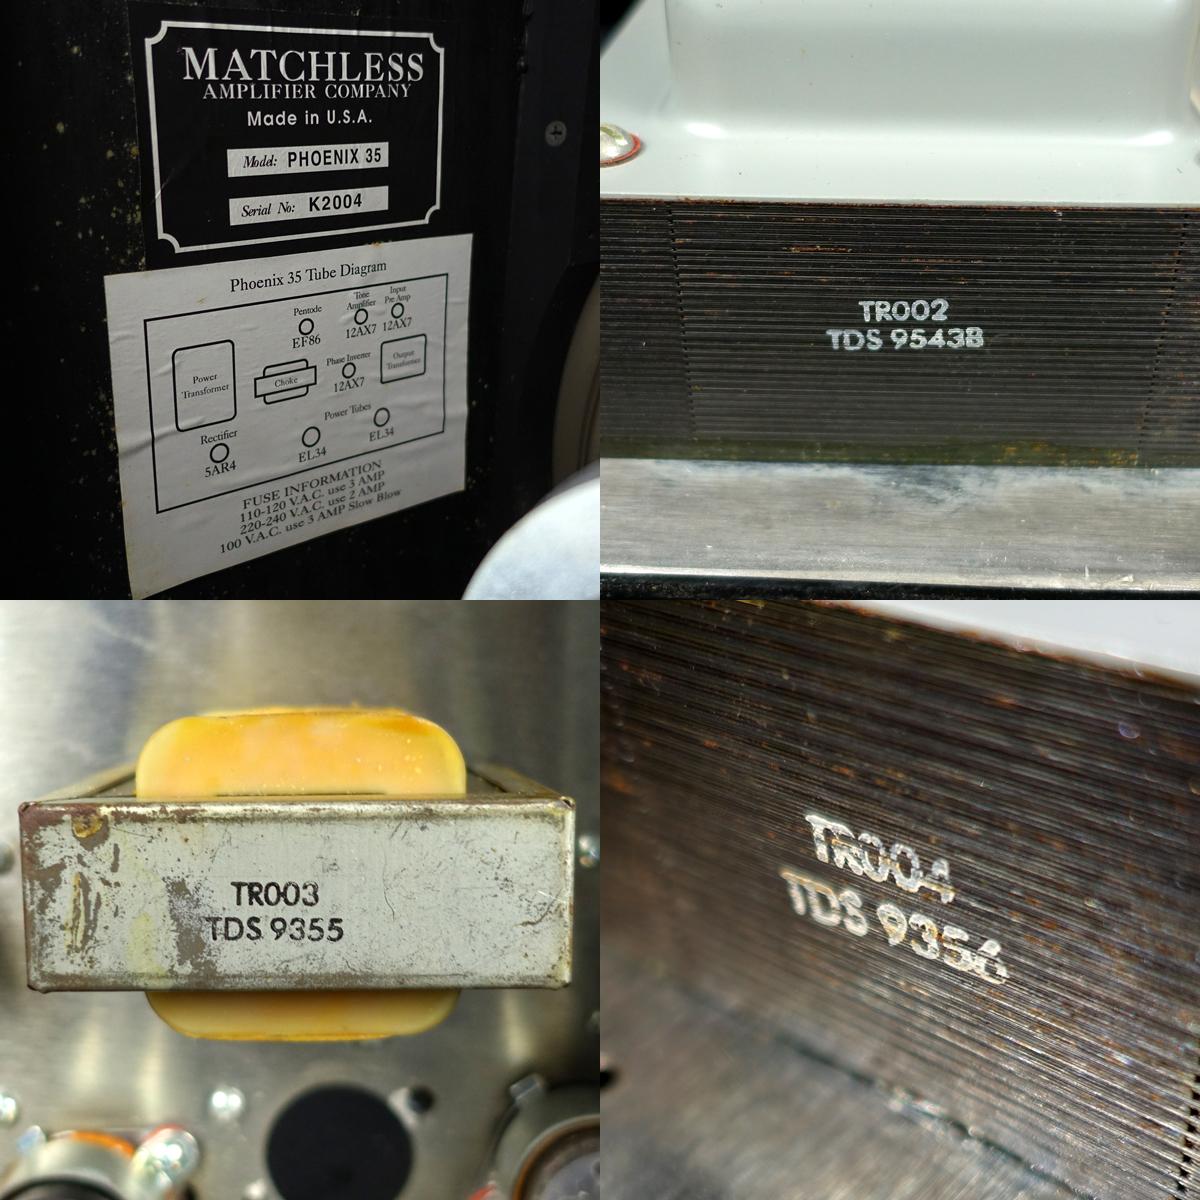 MATCHLESS
AMPLIFIER COMPANY
Made in U.S.A.
Model: PHOENIX 35
Serial No: K2004
Phoenix 35 Tube Diagram
Pentode
EF86
Tone
Amplifier
12AX7
Input
Pre Amp
12AX7
Power
Transformer
Choke
Phase Inverter
12AX7
Output
Transformer
Rectifier
5AR4
Power Tubes
EL34
EL34
FUSE INFORMATION
110-120 V.A.C. use 3 AMP
220-240 V.A.C. use 2 AMP
100 V.A.C. use 3 AMP Slow Blow
TR002
TDS 9543B
TR003
TDS 9355
TR004
TDS 9356